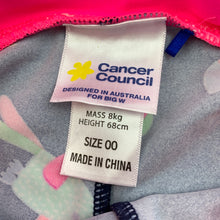 Cancer
Council
DESIGNED IN AUSTRALIA
FOR BIG W
MASS 8kg
HEIGHT 68cm
SIZE 00
MADE IN CHINA